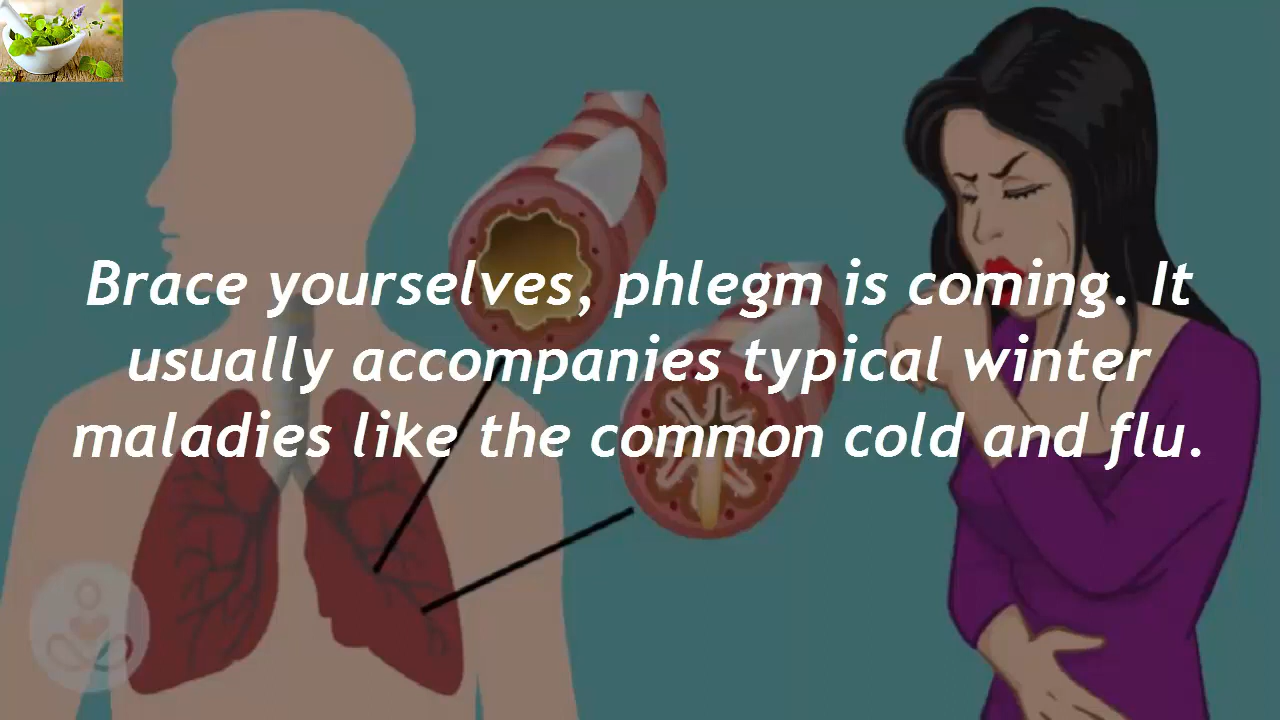 Brace yourselves, phlegm is coming. It
usually accompanies typical winter
maladies like the common cold and flu.